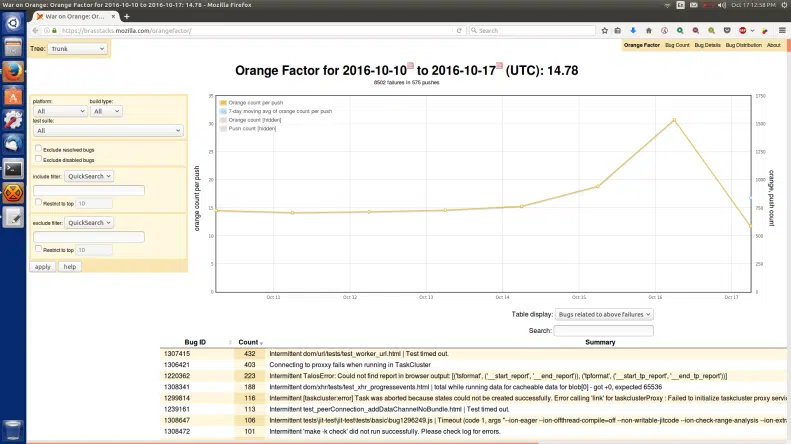 War on Orange: Orange Factor for 2016-10-10 to 2016-10-17: 14.78 - Mozilla Firefox
En
Oct 17 12:58 PM
War on Orange: Or...
https://brasstacks.mozilla.com/orangefactor/
Search
Tree: Trunk
Orange Factor Bug Count Bug Details Bug Distribution About
Orange Factor for 2016-10-10 to 2016-10-17 (UTC): 14.78
8502 failures in 575 pushes
platform: build type:
All All
test suite:
All
Exclude resolved bugs
Exclude disabled bugs
include filter: QuickSearch
Restrict to top 10
exclude filter: QuickSearch
Restrict to top 10
apply help
Orange count per push
7-day moving avg of orange count per push
Orange count [hidden]
Push count [hidden]
orange count per push
35
30
25
20
15
10
5
0
1750
1500
1250
1000
750
500
250
0
orange, push count
Oct 11 Oct 12 Oct 13 Oct 14 Oct 15 Oct 16 Oct 17
Table display: Bugs related to above failures
Search:
Bug ID Count Summary
1307415 432 Intermittent dom/url/tests/test_worker_url.html | Test timed out.
1306421 403 Connecting to proxxy fails when running in TaskCluster
1220362 223 Intermittent TalosError: Could not find report in browser output: [('tsformat', ('__start_report', '__end_report')), ('tpformat', ('__start_tp_report', '__end_tp_report'))]
1308341 188 Intermittent dom/xhr/tests/test_xhr_progressevents.html | total while running data for cacheable data for blob[0] - got +0, expected 65536
1299814 116 Intermittent [taskcluster:error] Task was aborted because states could not be created successfully. Error calling 'link' for taskclusterProxy : Failed to initialize taskcluster proxy servi
1239161 113 Intermittent test_peerConnection_addDataChannelNoBundle.html | Test timed out.
1308647 106 Intermittent tests\jit-test\jit-test\tests\basic\bug1296249.js | Timeout (code 1, args "--ion-eager --ion-offthread-compile=off --non-writable-jitcode --ion-check-range-analysis --ion-ext
1308472 101 Intermittent 'make -k check' did not run successfully. Please check log for errors.